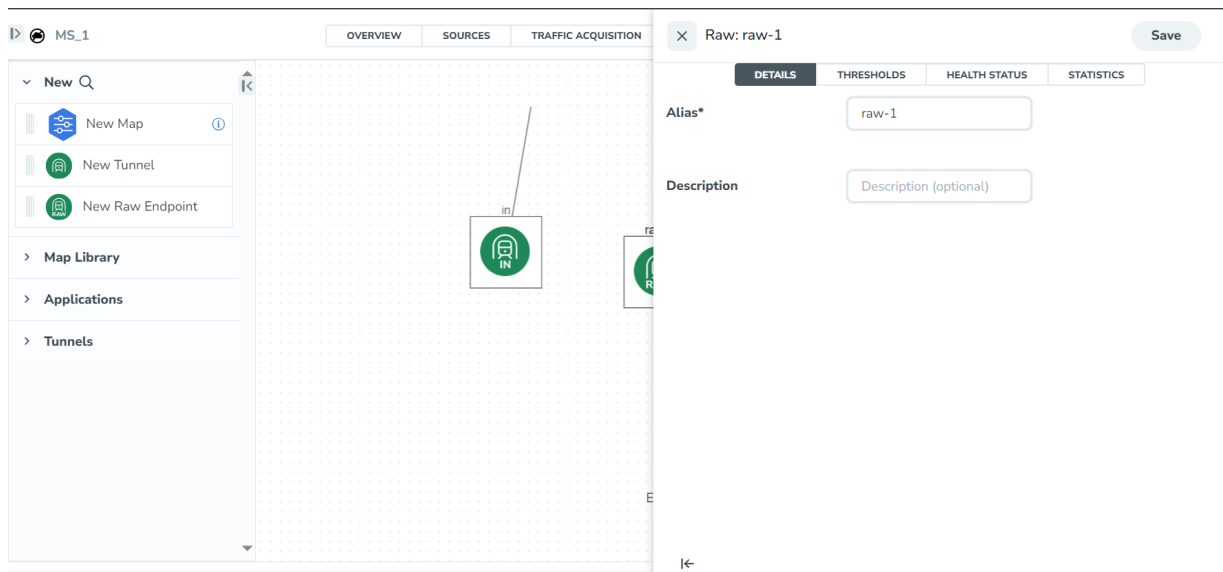 MS_1
OVERVIEW
SOURCES
TRAFFIC ACQUISITION
Raw: raw-1
Save
New
New Map
New Tunnel
RAW
New Raw Endpoint
Map Library
Applications
Tunnels
in
IN
DETAILS
THRESHOLDS
HEALTH STATUS
STATISTICS
Alias*
raw-1
Description
Description (optional)